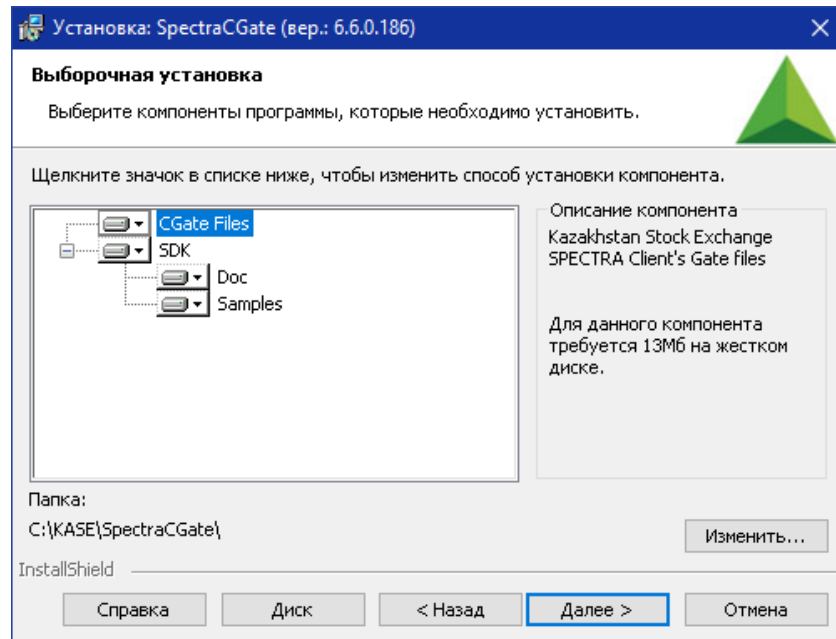 Установка: SpectraCGate (вер.: 6.6.0.186)
Выборочная установка
Выберите компоненты программы, которые необходимо установить.
Щелкните значок в списке ниже, чтобы изменить способ установки компонента.
CGate Files
SDK
Doc
Samples
Описание компонента
Kazakhstan Stock Exchange
SPECTRA Client's Gate files
Для данного компонента
требуется 13Мб на жестком
диске.
Папка:
C:\KASE\SpectraCGate\
Изменить...
InstallShield
Справка
Диск
< Назад
Далее >
Отмена